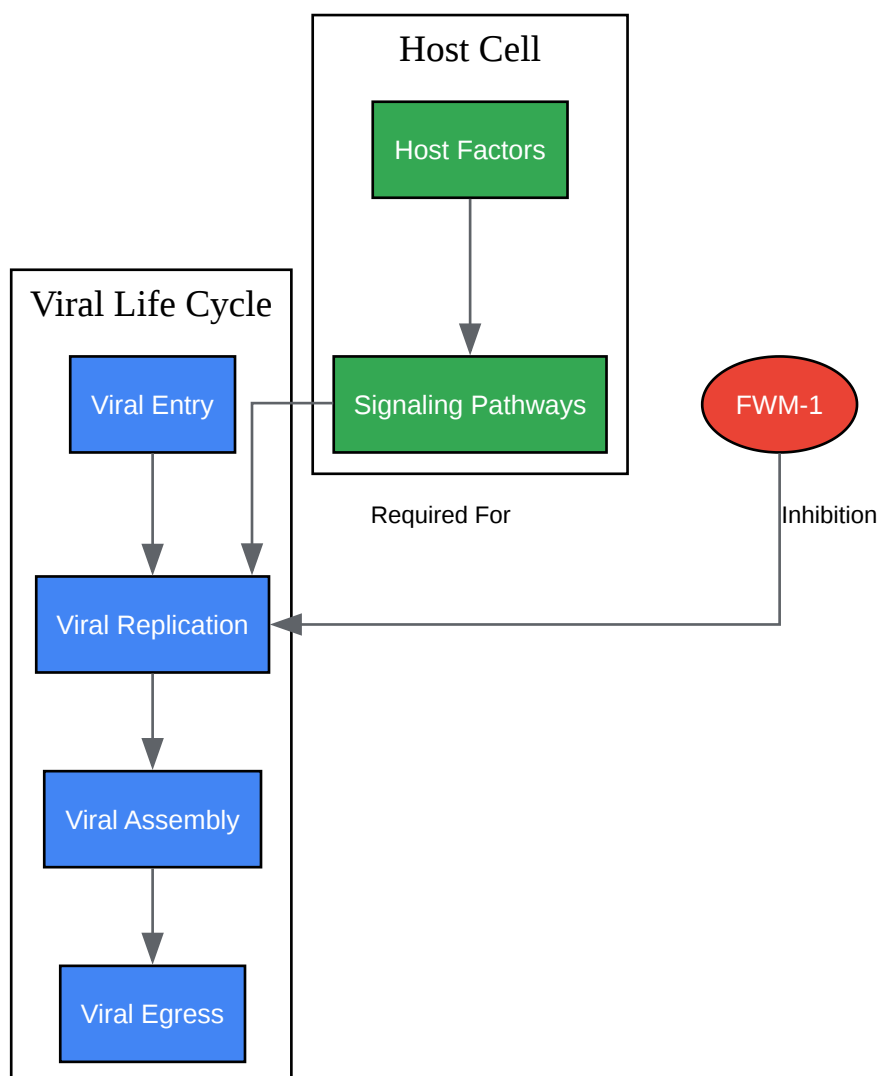 Host Cell
Host Factors
Viral Life Cycle
Viral Entry
Signaling Pathways
FWM-1
Required For
Inhibition
Viral Replication
Viral Assembly
Viral Egress